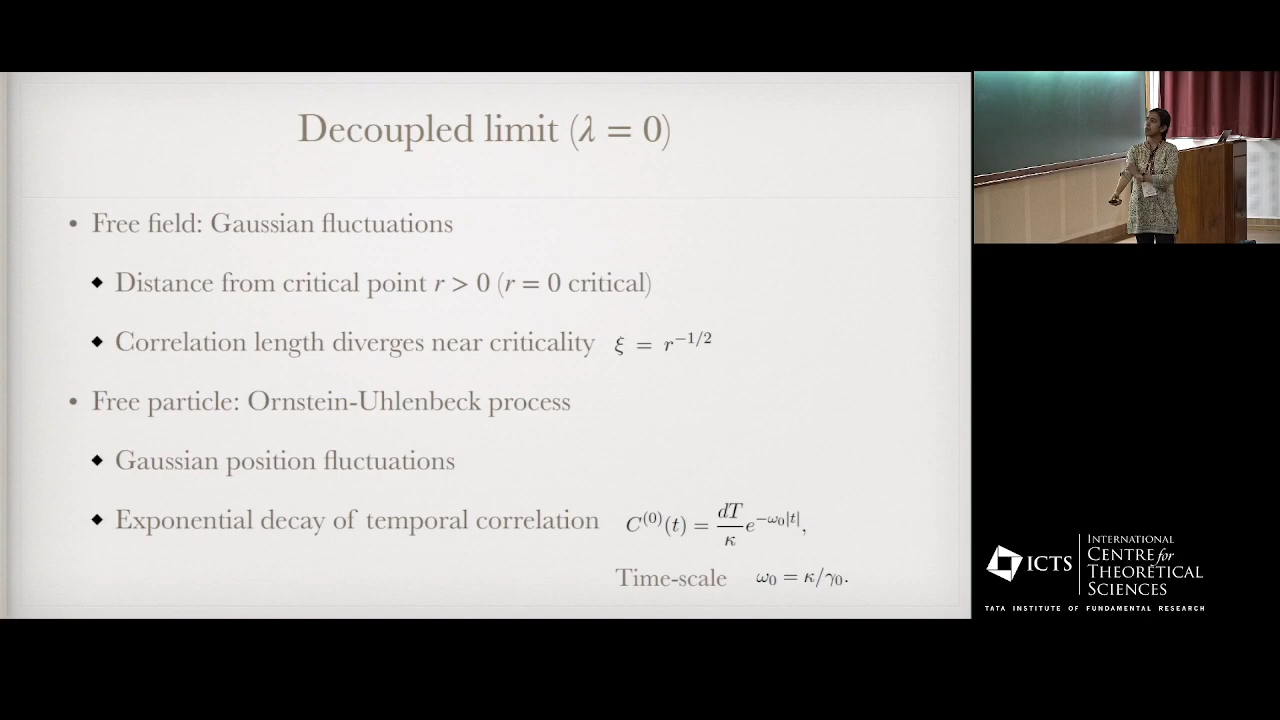 Decoupled limit (λ = 0)
• Free field: Gaussian fluctuations
◆ Distance from critical point r > 0 (r = 0 critical)
◆ Correlation length diverges near criticality ξ = r^{-1/2}
• Free particle: Ornstein-Uhlenbeck process
◆ Gaussian position fluctuations
◆ Exponential decay of temporal correlation C^{(0)}(t) = \frac{dT}{κ} e^{-ω_0|t|},
Time-scale ω_0 = κ/γ_0.
ICTS
INTERNATIONAL
CENTRE for
THEORETICAL
SCIENCES
TATA INSTITUTE OF FUNDAMENTAL RESEARCH